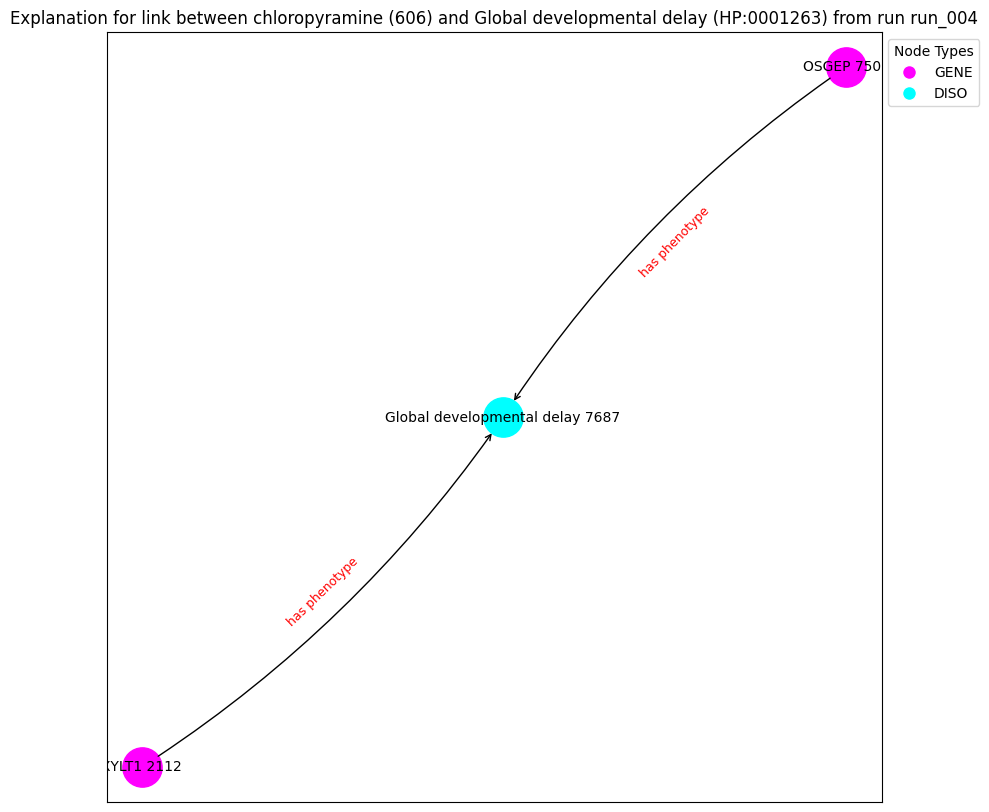 Explanation for link between chloropyramine (606) and Global developmental delay (HP:0001263) from run run_004
Node Types
GENE
DISO
OSGEP 750
has phenotype
Global developmental delay 7687
has phenotype
XYLT1 2112